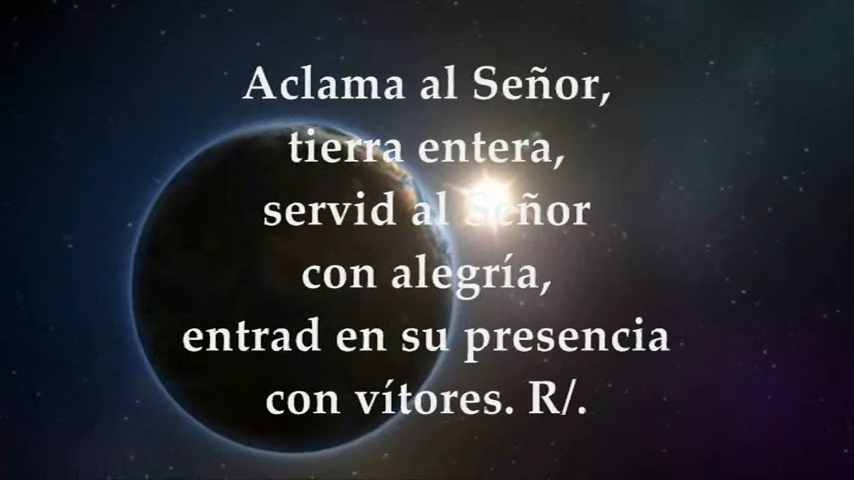 Aclama al Señor,
tierra entera,
servid al Señor
con alegría,
entrad en su presencia
con vítores. R/.